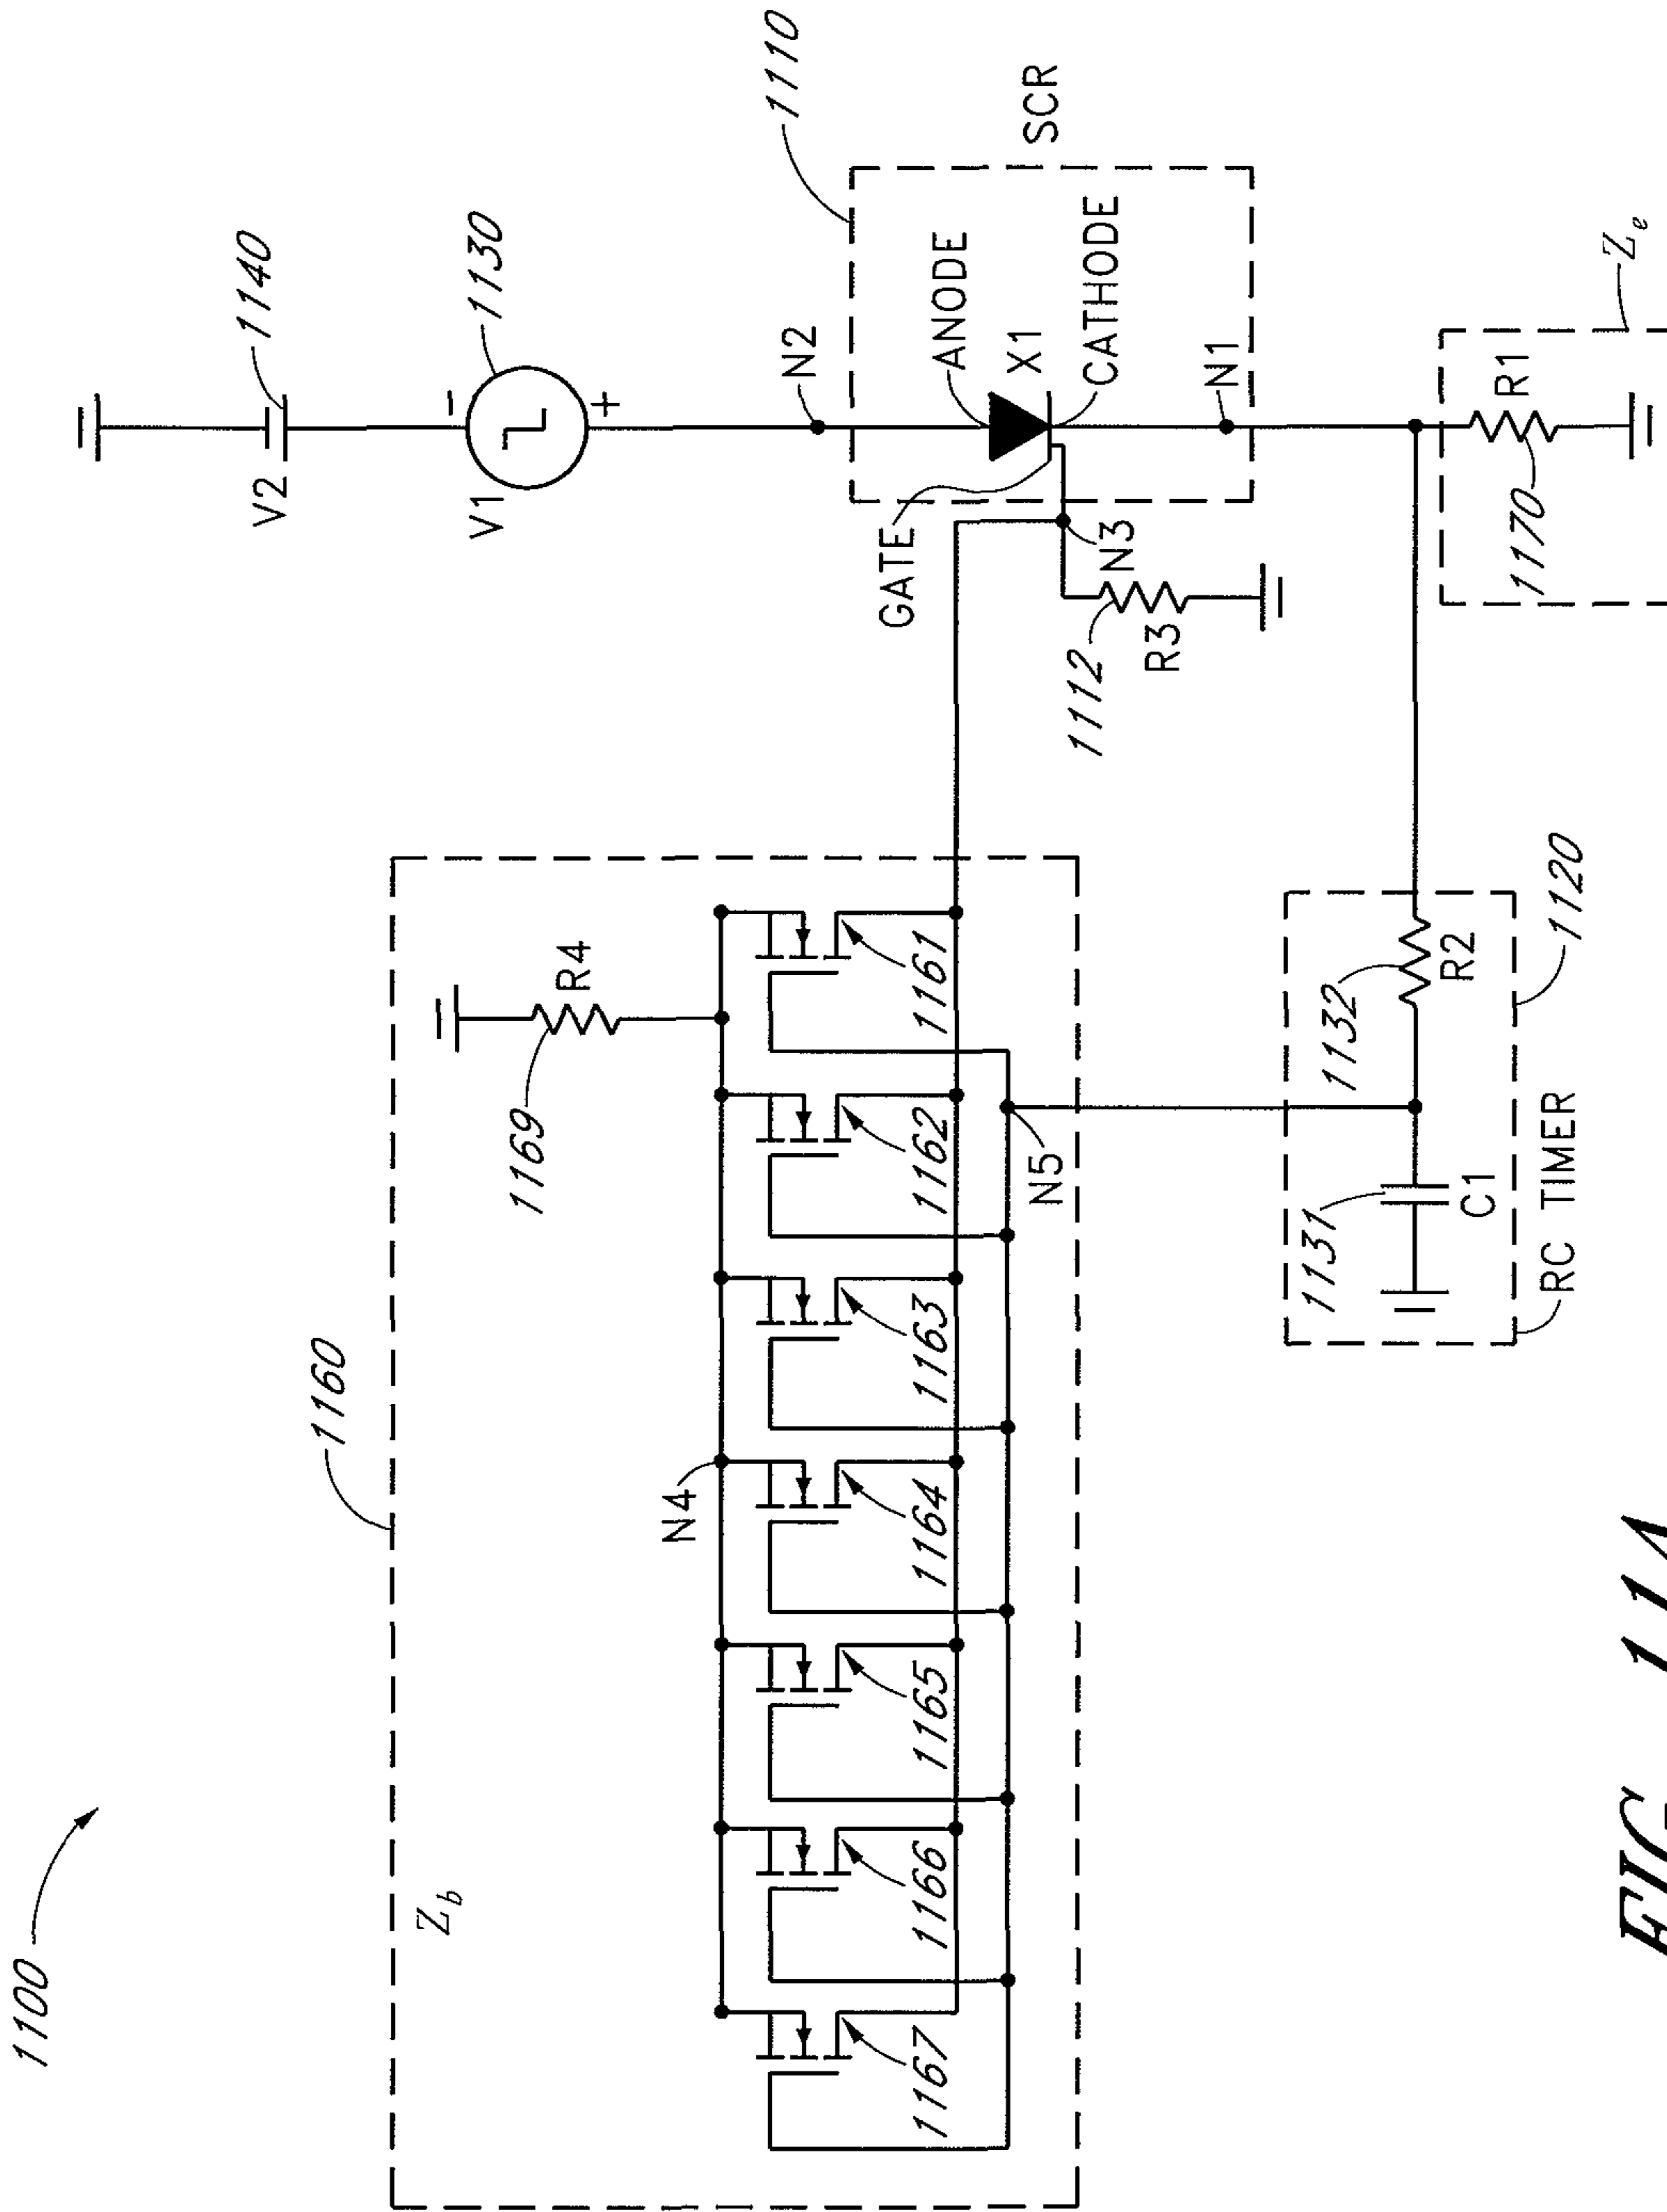 1100
1160
Z_b
N4
1169
R4
1167
1166
1165
1164
1163
1162
1161
N5
V2
1140
V1
1130
N2
1110
SCR
ANODE
X1
CATHODE
GATE
N3
N1
1112
R3
1170
R1
Z_e
1120
1132
R2
1131
C1
RC TIMER
FIG. 11A